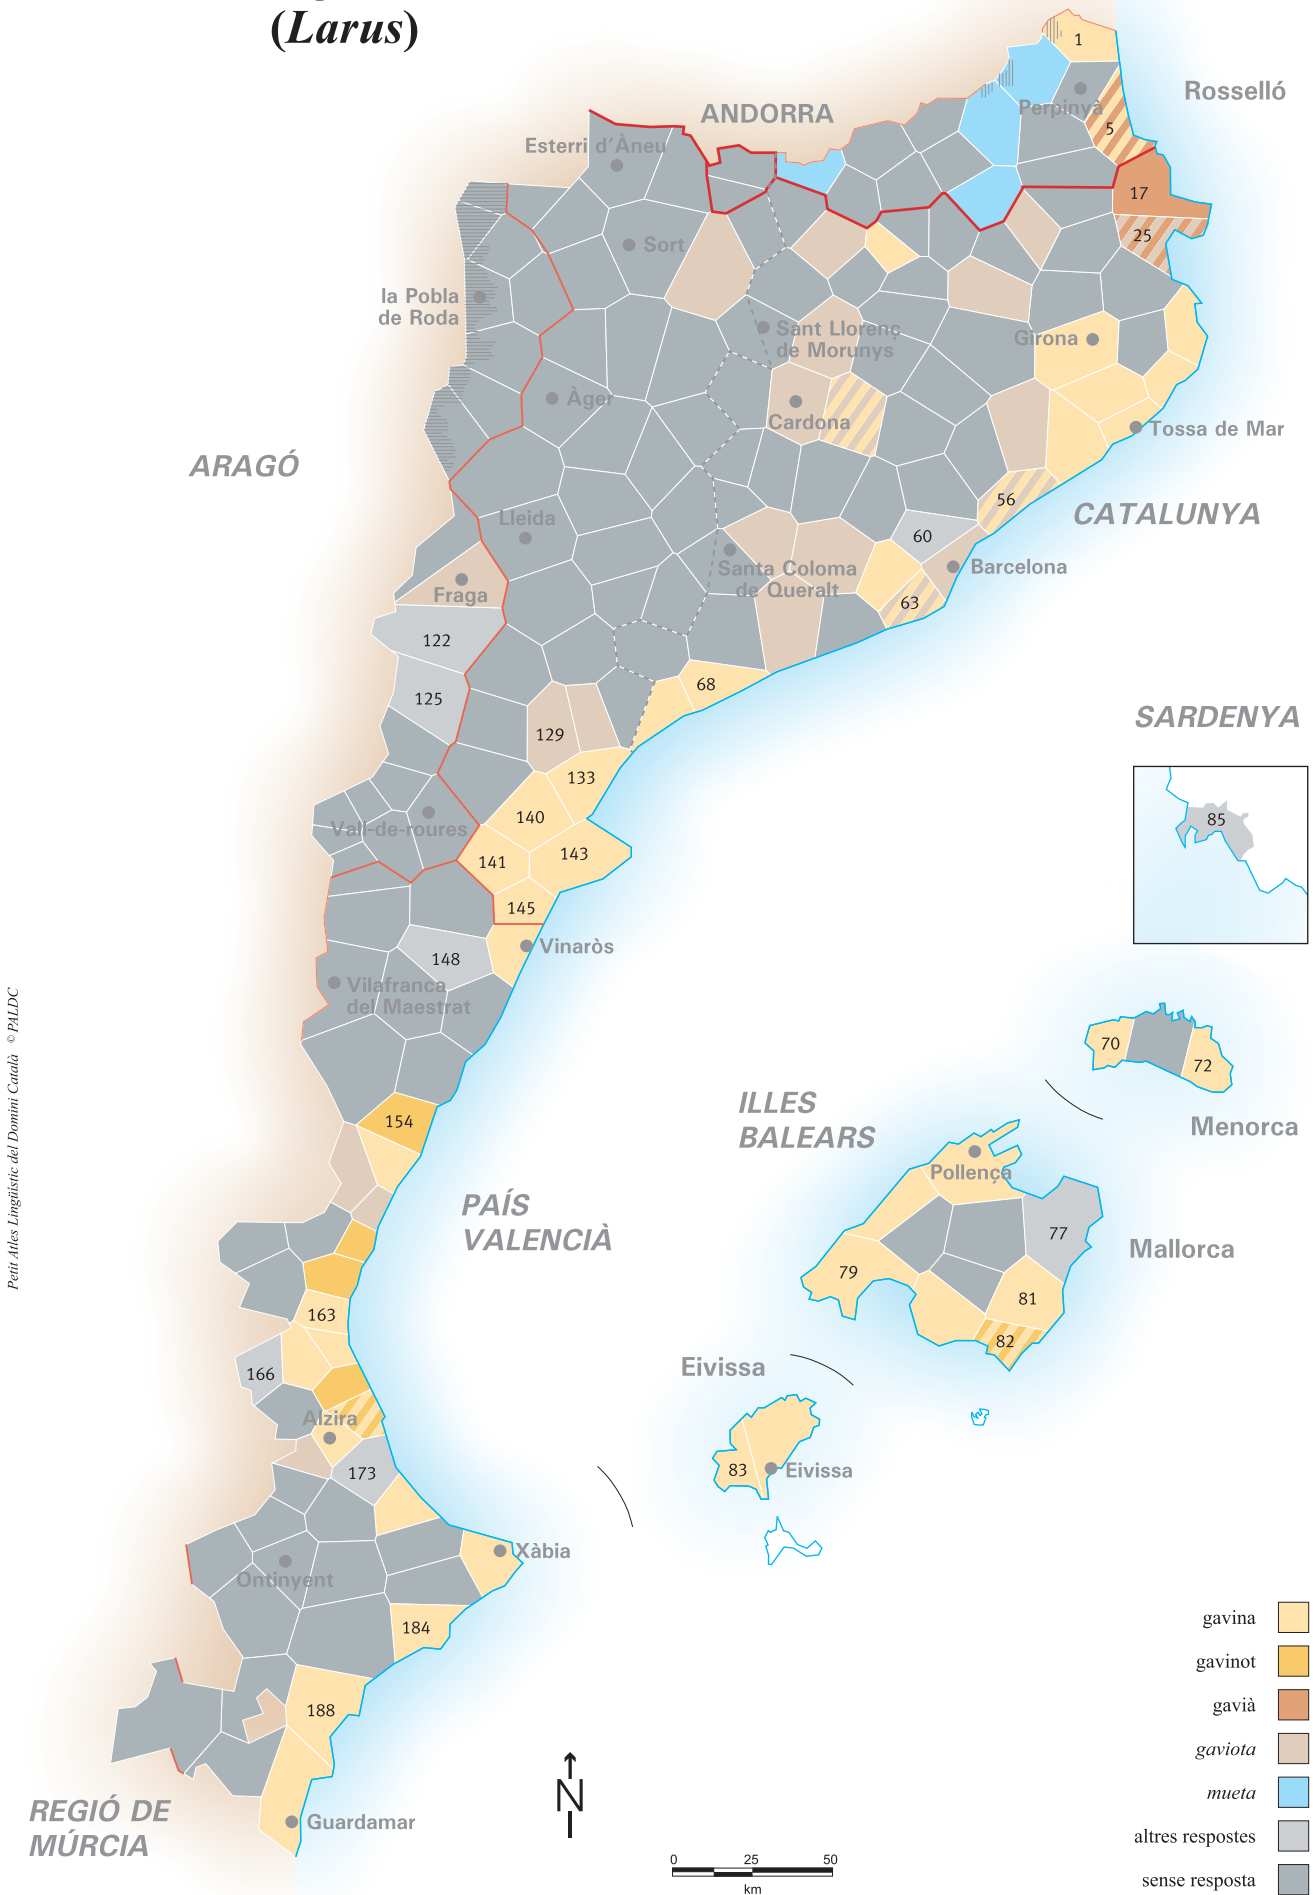 (Larus)
1
Rosselló
Perpinyà
ANDORRA
5
Esterri d'Àneu
17
25
Sort
la Pobla
de Roda
Sant Llorenç
de Morunys
Girona
Àger
Cardona
Tossa de Mar
ARAGÓ
56
CATALUNYA
Lleida
60
Santa Coloma
de Queralt
Barcelona
Fraga
63
122
125
68
SARDENYA
129
133
85
140
Vall-de-roures
141
143
145
Vinaròs
148
Vilafranca
del Maestrat
70
72
Menorca
154
ILLES
BALEARS
Pollença
PAÍS
VALENCIÀ
77
Mallorca
79
81
82
163
166
Eivissa
Alzira
173
83
Eivissa
Xàbia
Ontinyent
184
188
Guardamar
REGIÓ DE
MÚRCIA
N
0 25 50
km
gavina
gavinot
gavià
gaviota
mueta
altres respostes
sense resposta
Petit Atles Lingüístic del Domini Català © PALDC